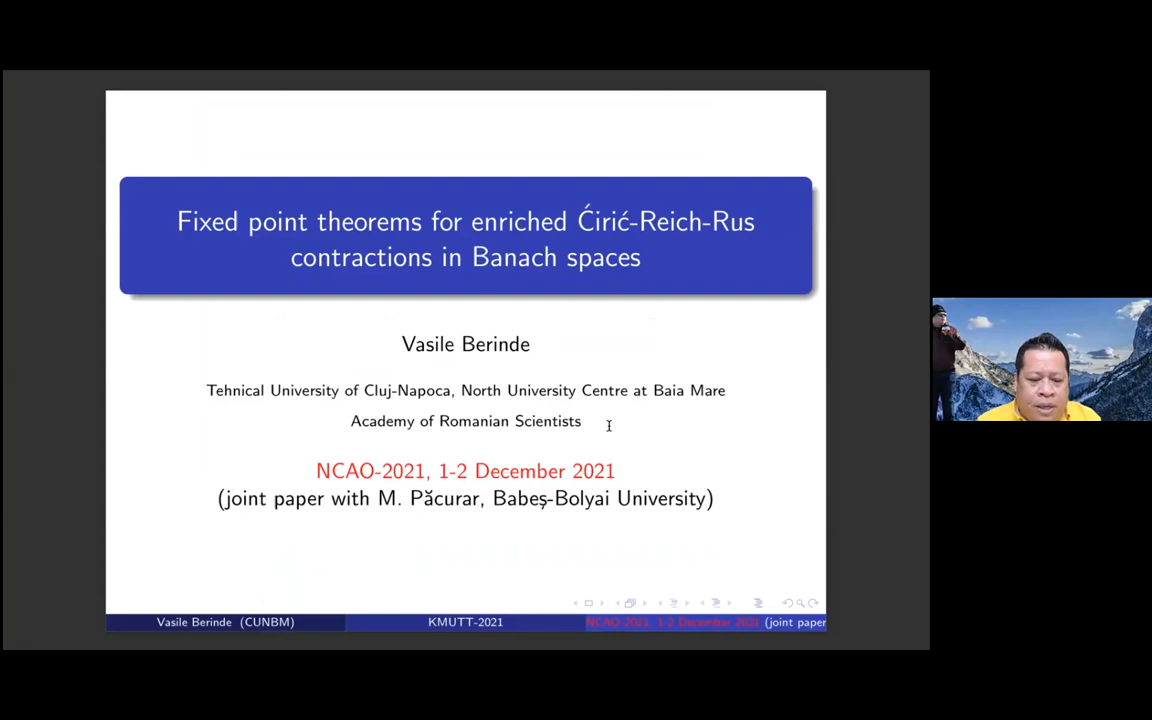 Fixed point theorems for enriched Ćirić-Reich-Rus
contractions in Banach spaces
Vasile Berinde
Tehnical University of Cluj-Napoca, North University Centre at Baia Mare
Academy of Romanian Scientists
NCAO-2021, 1-2 December 2021
(joint paper with M. Păcurar, Babeş-Bolyai University)
Vasile Berinde (CUNBM)
KMUTT-2021
NCAO-2021, 1-2 December 2021 (joint paper